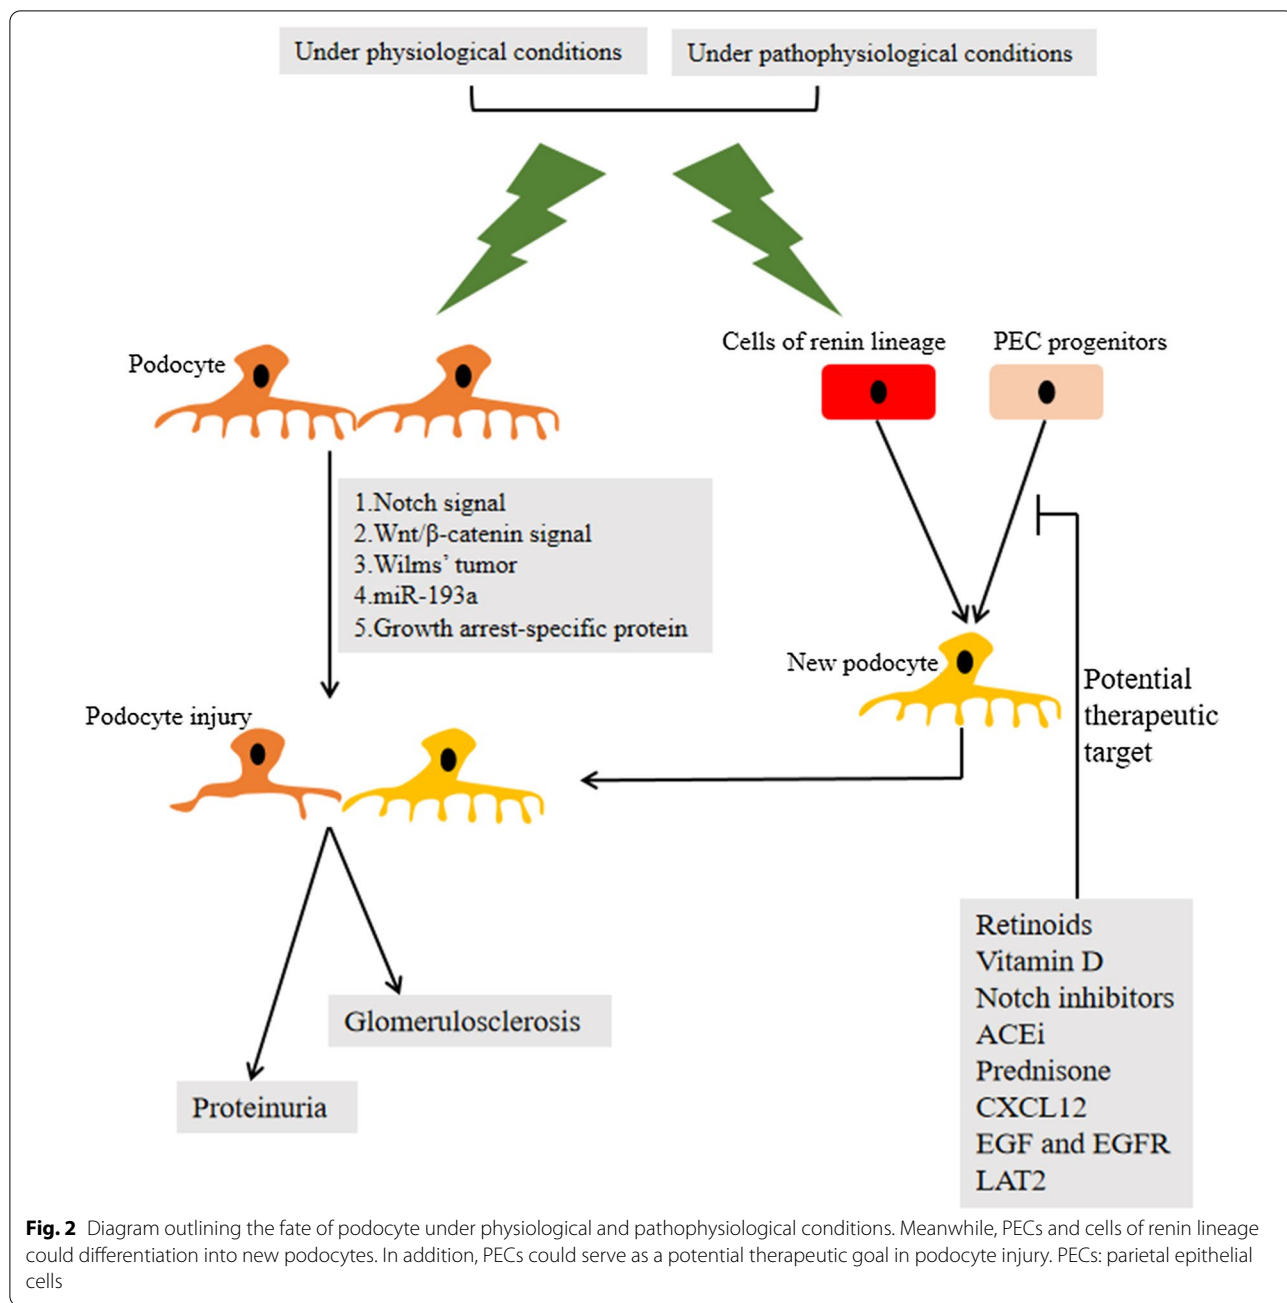 Under physiological conditions
Under pathophysiological conditions
Podocyte
Cells of renin lineage
PEC progenitors
1.Notch signal
2.Wnt/β-catenin signal
3.Wilms’ tumor
4.miR-193a
5.Growth arrest-specific protein
New podocyte
Potential
therapeutic
target
Podocyte injury
Glomerulosclerosis
Proteinuria
Retinoids
Vitamin D
Notch inhibitors
ACEi
Prednisone
CXCL12
EGF and EGFR
LAT2
Fig. 2 Diagram outlining the fate of podocyte under physiological and pathophysiological conditions. Meanwhile, PECs and cells of renin lineage
could differentiation into new podocytes. In addition, PECs could serve as a potential therapeutic goal in podocyte injury. PECs: parietal epithelial
cells